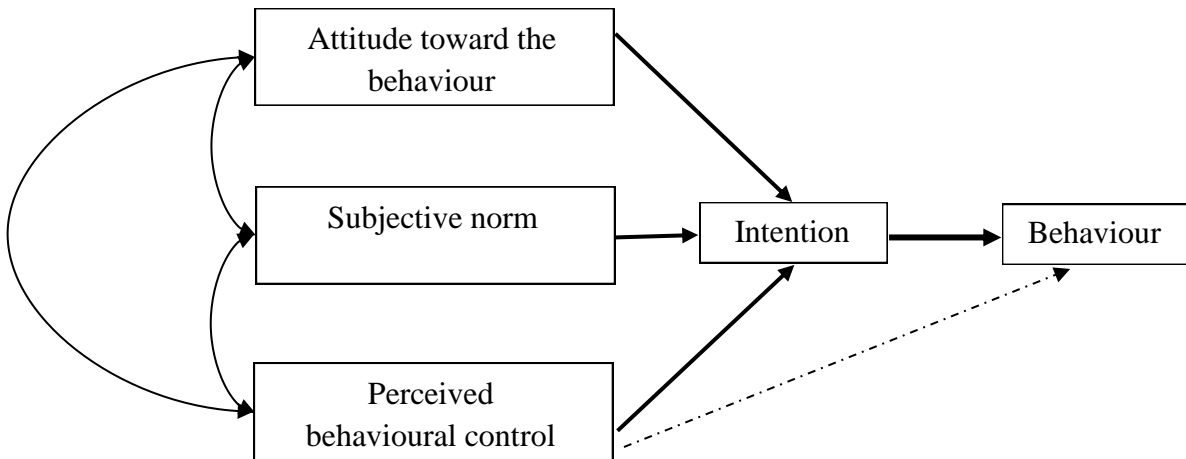 Attitude toward the
behaviour
Subjective norm
Intention
Behaviour
Perceived
behavioural control